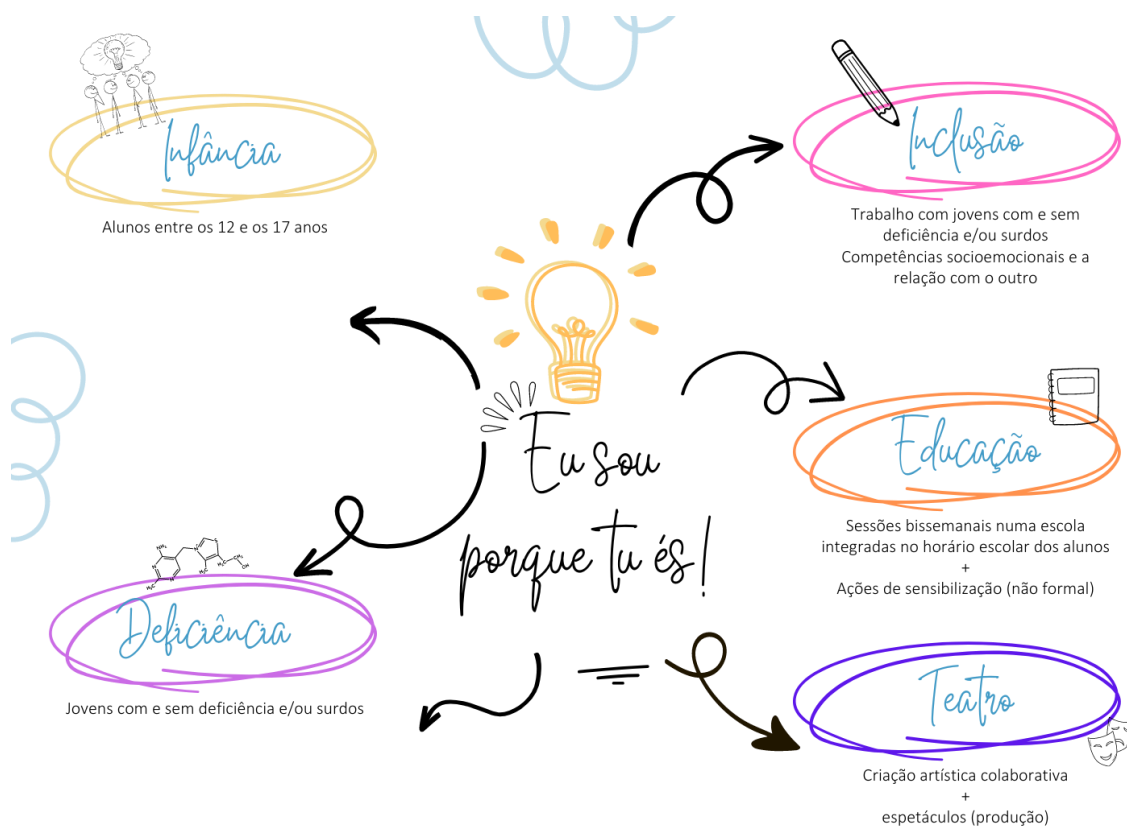 Infância
Alunos entre os 12 e os 17 anos
Inclusão
Trabalho com jovens com e sem
deficiência e/ou surdos
Competências socioemocionais e a
relação com o outro
Eu sou
porque tu és!
Educação
Sessões bissemanais numa escola
integradas no horário escolar dos alunos
+
Ações de sensibilização (não formal)
Deficiência
Jovens com e sem deficiência e/ou surdos
Teatro
Criação artística colaborativa
+
espetáculos (produção)